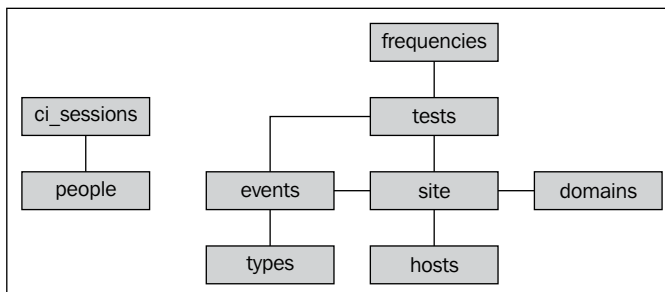 frequencies
ci_sessions
tests
people
events
site
domains
types
hosts